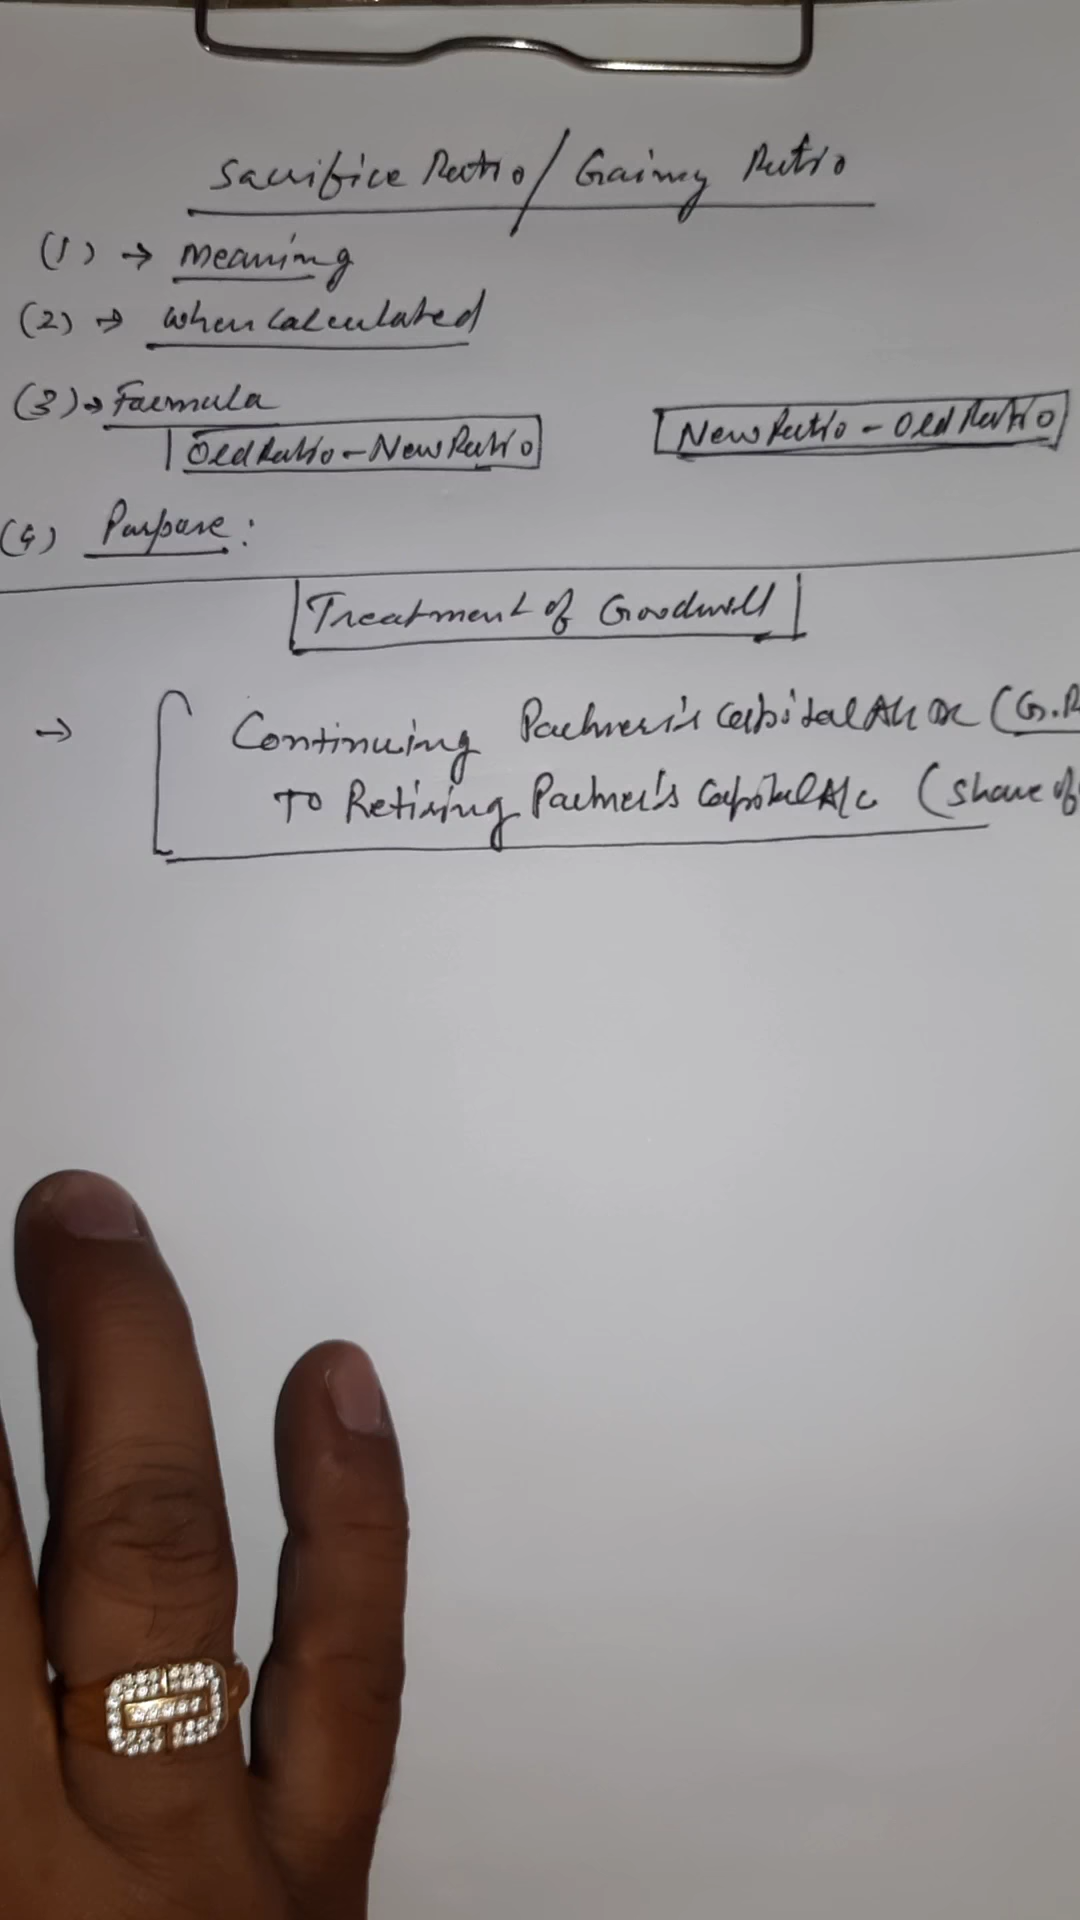 Sacrifice Ratio / Gaining Ratio
(1) → Meaning
(2) → When Calculated
(3) → Formula
Old Ratio - New Ratio
New Ratio - Old Ratio
(4) Purpose :
Treatment of Goodwill
→ Continuing Partner's Capital A/c Dr (G.R
To Retiring Partner's Capital A/c (Share of